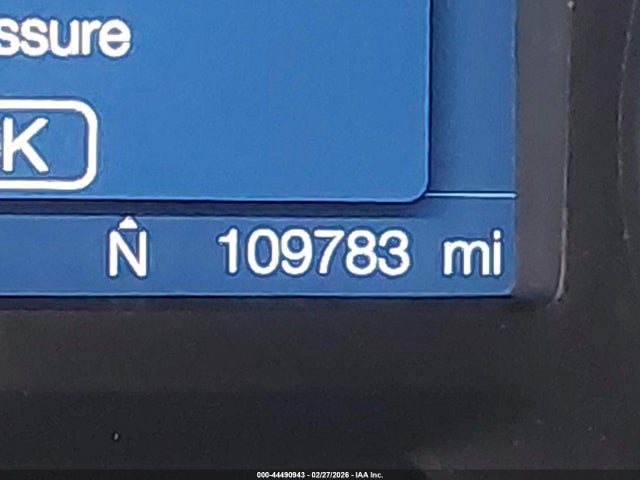 ssure
K
N 109783 mi
000-44490943 - 02/27/2026 - IAA Inc.